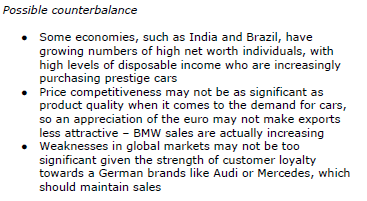 Possible counterbalance
● Some economies, such as India and Brazil, have
growing numbers of high net worth individuals, with
high levels of disposable income who are increasingly
purchasing prestige cars
● Price competitiveness may not be as significant as
product quality when it comes to the demand for cars,
so an appreciation of the euro may not make exports
less attractive – BMW sales are actually increasing
● Weaknesses in global markets may not be too
significant given the strength of customer loyalty
towards a German brands like Audi or Mercedes, which
should maintain sales